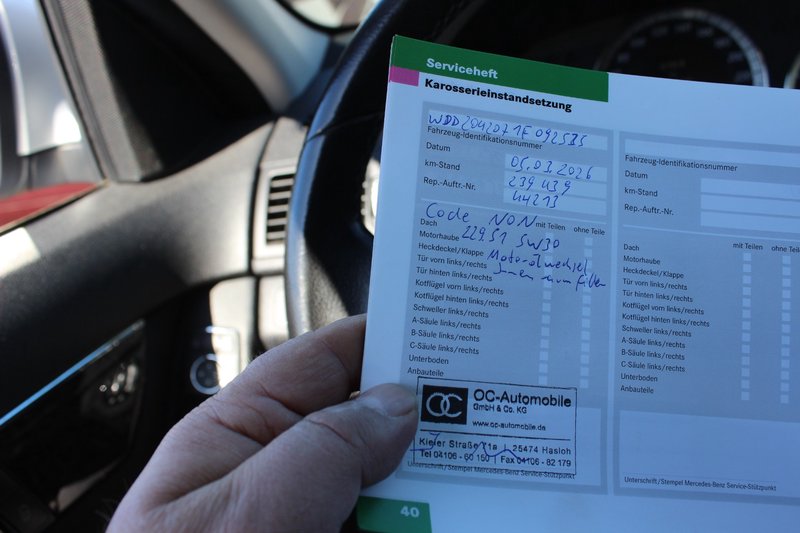 Serviceheft
Karosserieinstandsetzung
WDD2042071F092585
Fahrzeug-Identifikationsnummer
Datum 05.03.2026
km-Stand 239 439
Rep.-Auftr.-Nr. 44213
Code NON
mit Teilen ohne Teile
Dach
Motorhaube 229.51 5W30
Heckdeckel/Klappe Motorölwechsel
Tür vorn links/rechts Innenraumfilter
Tür hinten links/rechts
Kotflügel vorn links/rechts
Kotflügel hinten links/rechts
Schweller links/rechts
A-Säule links/rechts
B-Säule links/rechts
C-Säule links/rechts
Unterboden
Anbauteile
OC OC-Automobile
GmbH & Co. KG
www.oc-automobile.de
Kieler Straße 71a | 25474 Hasloh
Tel 04106 - 60 150 | Fax 04106 - 82 179
Unterschrift/Stempel Mercedes-Benz Service-Stützpunkt
40
Fahrzeug-Identifikationsnummer
Datum
km-Stand
Rep.-Auftr.-Nr.
mit Teilen ohne Teile
Dach
Motorhaube
Heckdeckel/Klappe
Tür vorn links/rechts
Tür hinten links/rechts
Kotflügel vorn links/rechts
Kotflügel hinten links/rechts
Schweller links/rechts
A-Säule links/rechts
B-Säule links/rechts
C-Säule links/rechts
Unterboden
Anbauteile
Unterschrift/Stempel Mercedes-Benz Service-Stützpunkt